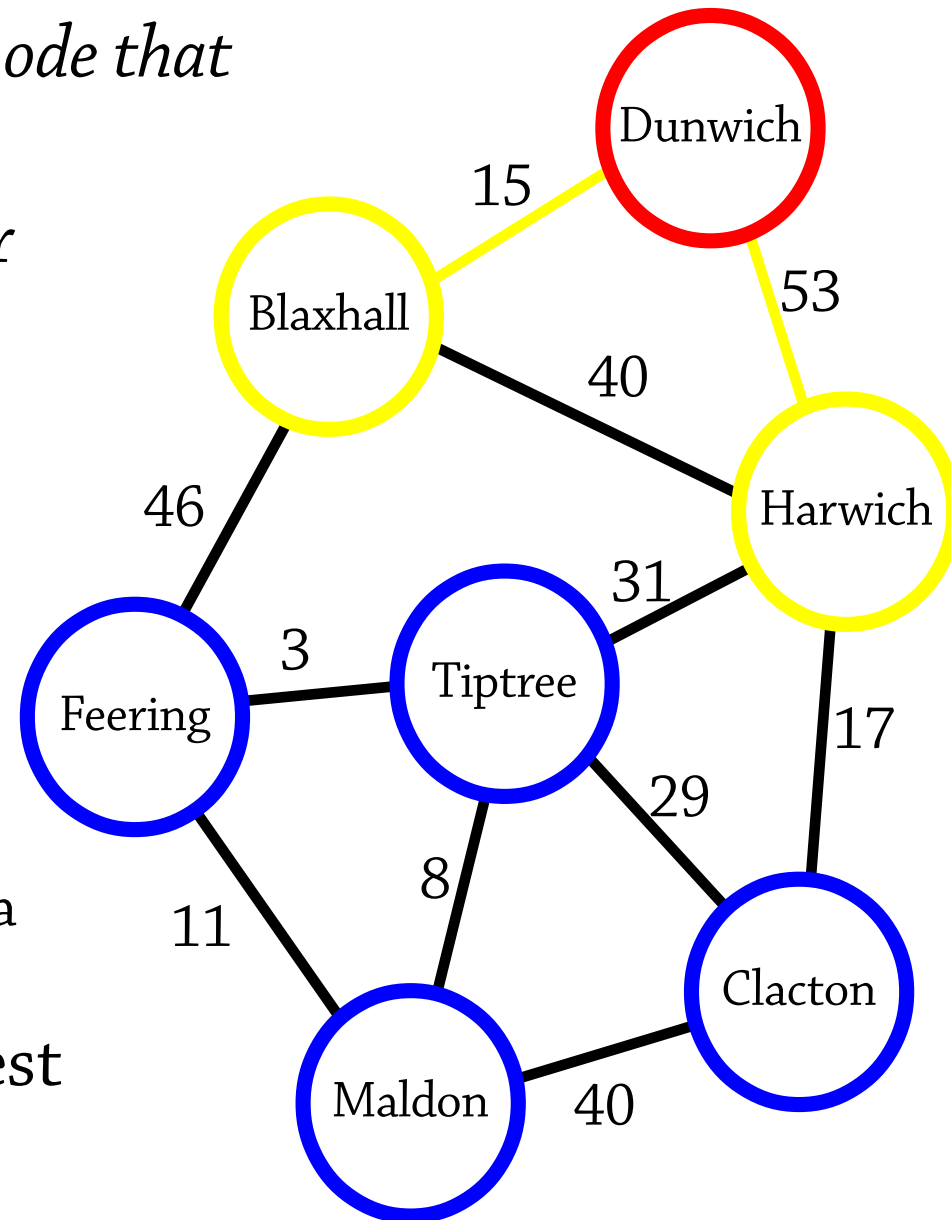 ode that
Dunwich
15
r
53
Blaxhall
40
46
Harwich
31
3
Tiptree
Feering
17
29
8
a
11
Clacton
est
Maldon
40